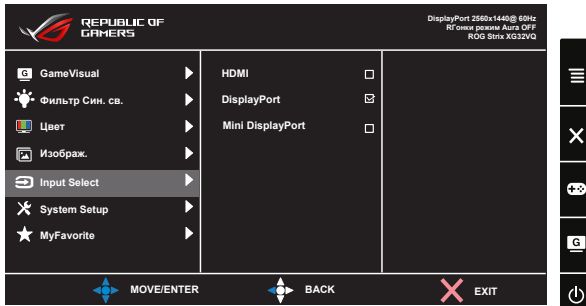 REPUBLIC OF
GAMERS
DisplayPort 2560x1440@ 60Hz
RГонки режим Aura OFF
ROG Strix XG32VQ
G GameVisual
Фильтр Син. св.
Цвет
Изображ.
Input Select
System Setup
MyFavorite
HDMI
DisplayPort
Mini DisplayPort
G
MOVE/ENTER
BACK
EXIT